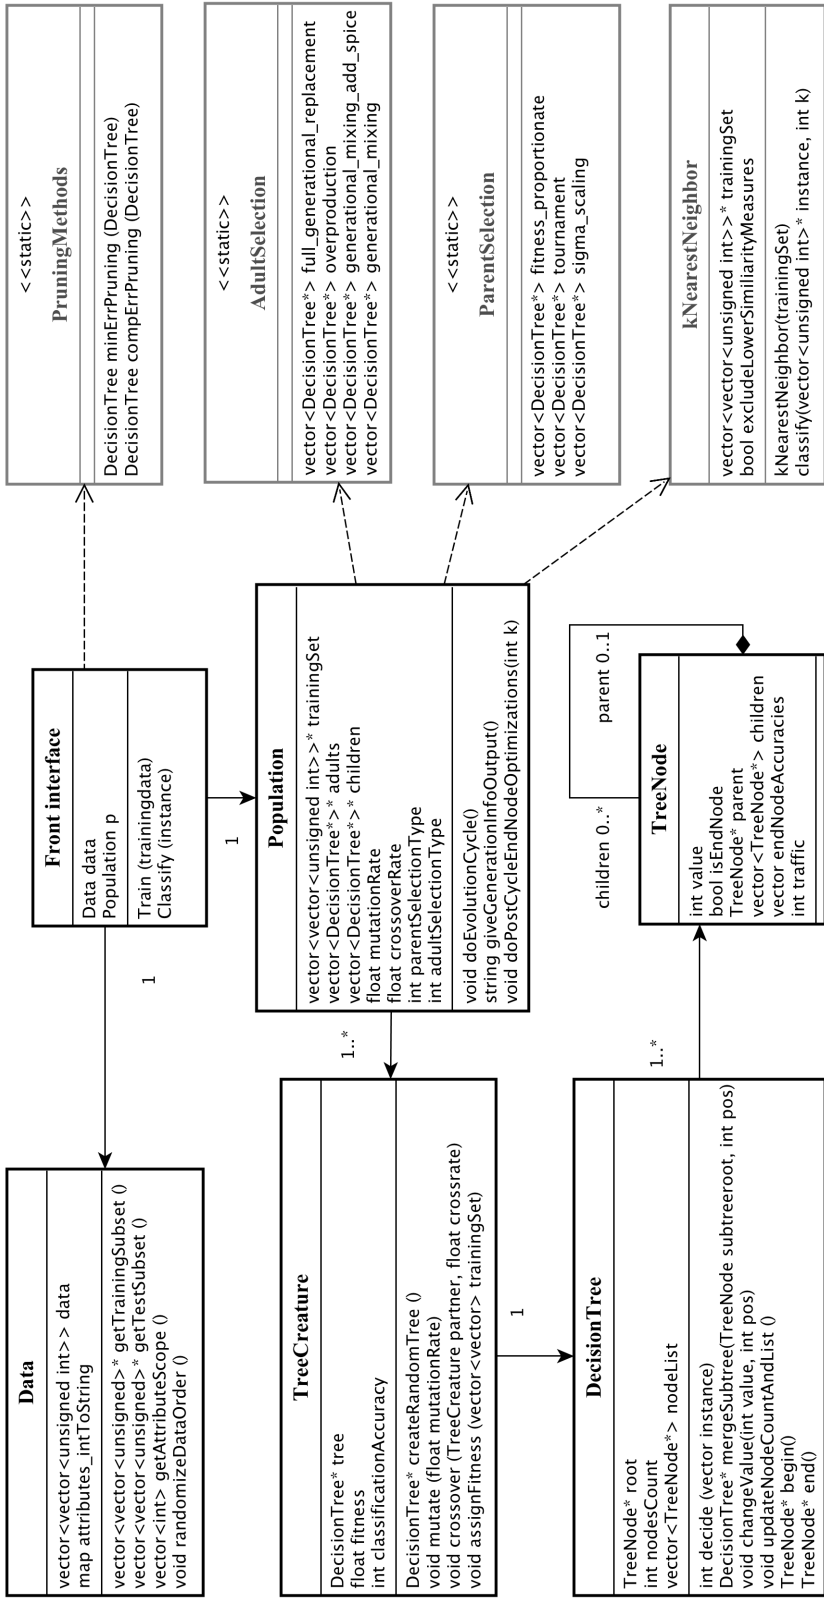 Data
vector<vector<unsigned int>> data
map attributes_intToString
vector<vector<unsigned>* getTrainingSubset ()
vector<vector<unsigned>* getTestSubset ()
vector<int> getAttributeScope ()
void randomizeDataOrder ()
1
Front interface
Data data
Population p
Train (trainingdata)
Classify (instance)
<<static>>
PruningMethods
DecisionTree minErrPruning (DecisionTree)
DecisionTree compErrPruning (DecisionTree)
1
<<static>>
AdultSelection
vector<DecisionTree*> full_generational_replacement
vector<DecisionTree*> overproduction
vector<DecisionTree*> generational_mixing_add_spice
vector<DecisionTree*> generational_mixing
TreeCreature
DecisionTree* tree
float fitness
int classificationAccuracy
DecisionTree* createRandomTree ()
void mutate (float mutationRate)
void crossover (TreeCreature partner, float crossrate)
void assignFitness (vector<vector> trainingSet)
1..*
Population
vector<vector<unsigned int>>* trainingSet
vector<DecisionTree*>* adults
vector<DecisionTree*>* children
float mutationRate
float crossoverRate
int parentSelectionType
int adultSelectionType
void doEvolutionCycle()
string giveGenerationInfoOutput()
void doPostCycleEndNodeOptimizations(int k)
<<static>>
ParentSelection
vector<DecisionTree*> fitness_proportionate
vector<DecisionTree*> tournament
vector<DecisionTree*> sigma_scaling
1
DecisionTree
TreeNode* root
int nodesCount
vector<TreeNode*> nodeList
int decide (vector instance)
DecisionTree* mergeSubtree(TreeNode subtreeroot, int pos)
void changeValue(int value, int pos)
void updateNodeCountAndList ()
TreeNode* begin()
TreeNode* end()
1..*
children 0..*
parent 0..1
TreeNode
int value
bool isEndNode
TreeNode* parent
vector<TreeNode*> children
vector endNodeAccuracies
int traffic
kNearestNeighbor
vector<vector<unsigned int>>* trainingSet
bool excludeLowerSimiliarityMeasures
kNearestNeighbor(trainingSet)
classify(vector<unsigned int>* instance, int k)